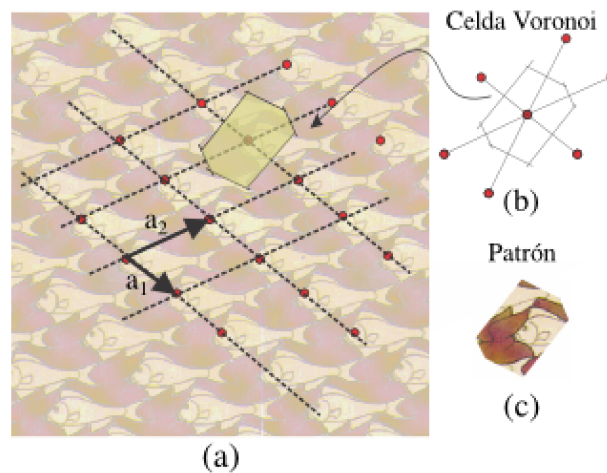 Celda Voronoi
a₂
a₁
(b)
Patrón
(c)
(a)